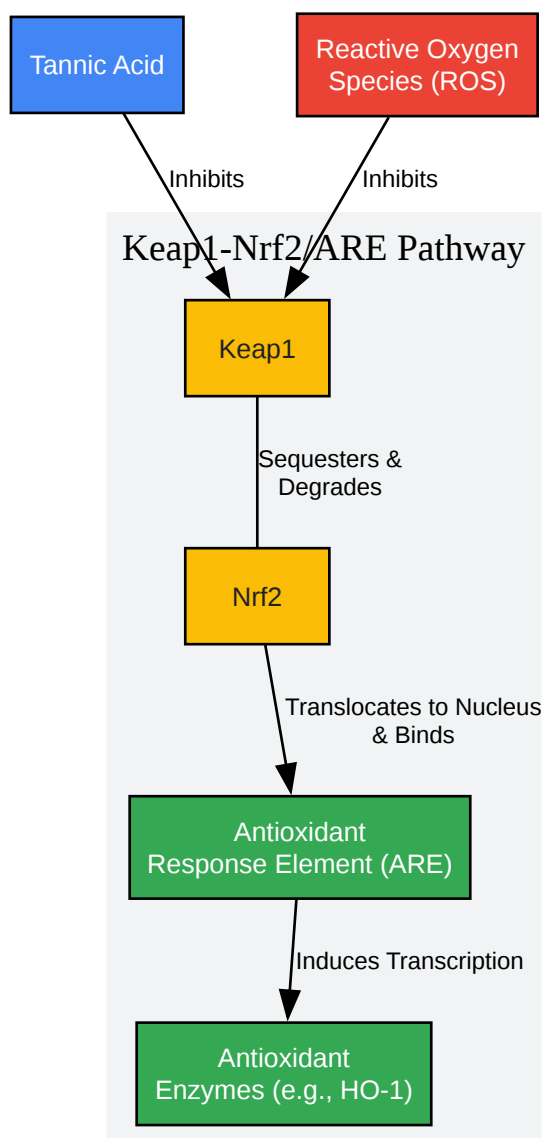 Tannic Acid
Reactive Oxygen
Species (ROS)
Inhibits
Inhibits
Keap1-Nrf2/ARE Pathway
Keap1
Sequesters &
Degrades
Nrf2
Translocates to Nucleus
& Binds
Antioxidant
Response Element (ARE)
Induces Transcription
Antioxidant
Enzymes (e.g., HO-1)